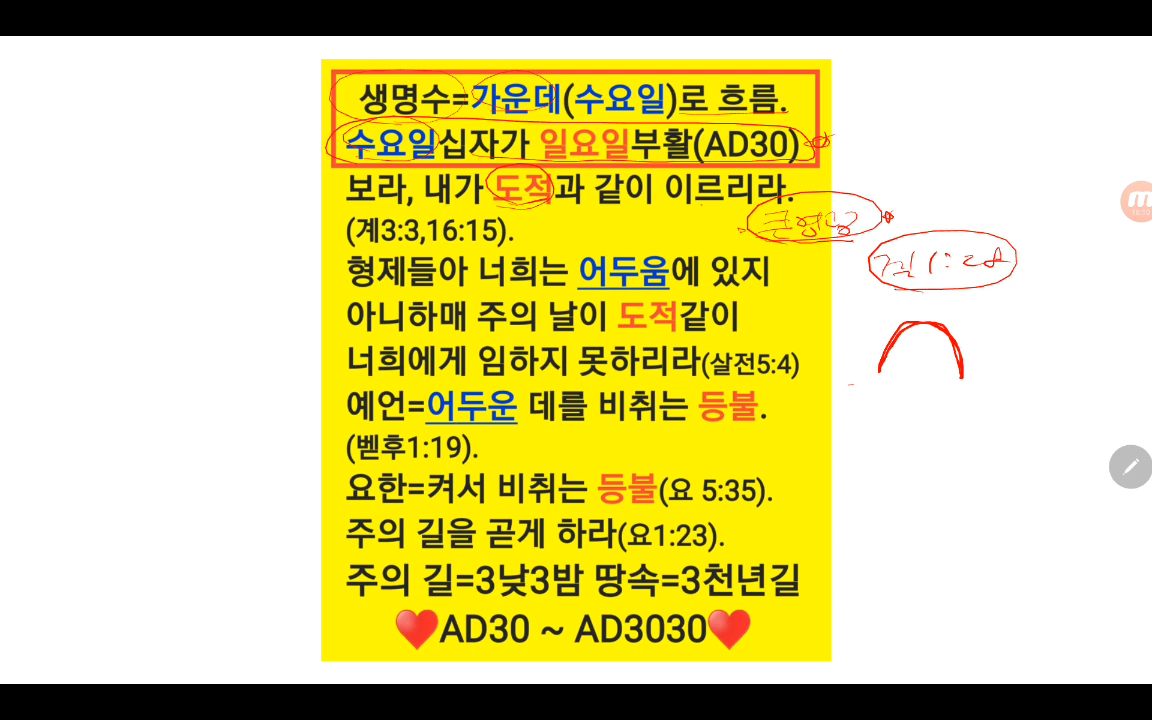 생명수=가운데(수요일)로 흐름.
수요일십자가 일요일부활(AD30)
보라, 내가 도적과 같이 이르리라.
(계3:3,16:15).
형제들아 너희는 어두움에 있지
아니하매 주의 날이 도적같이
너희에게 임하지 못하리라(살전5:4)
예언=어두운 데를 비취는 등불.
(벧후1:19).
요한=켜서 비취는 등불(요 5:35).
주의 길을 곧게 하라(요1:23).
주의 길=3낮3밤 땅속=3천년길
❤️AD30 ~ AD3030❤️
1:28